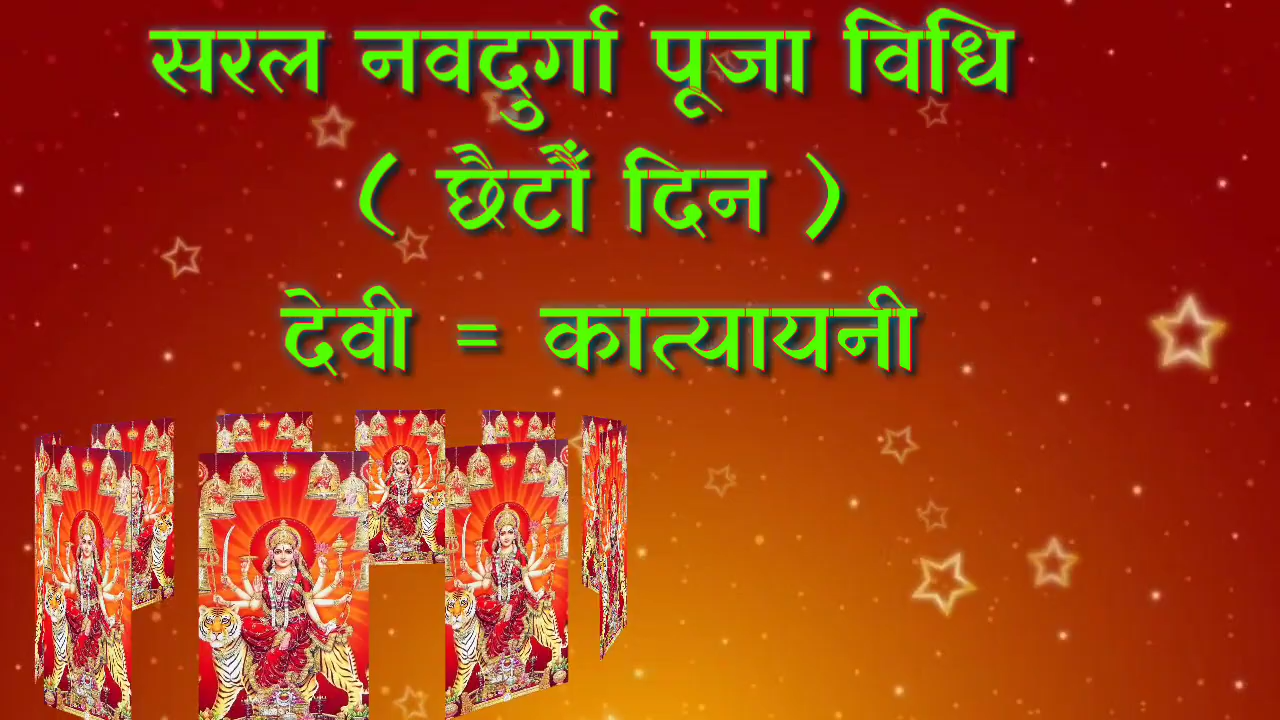 सरल नवदुर्गा पूजा विधि
( छैटौं दिन )
देवी = कात्यायनी